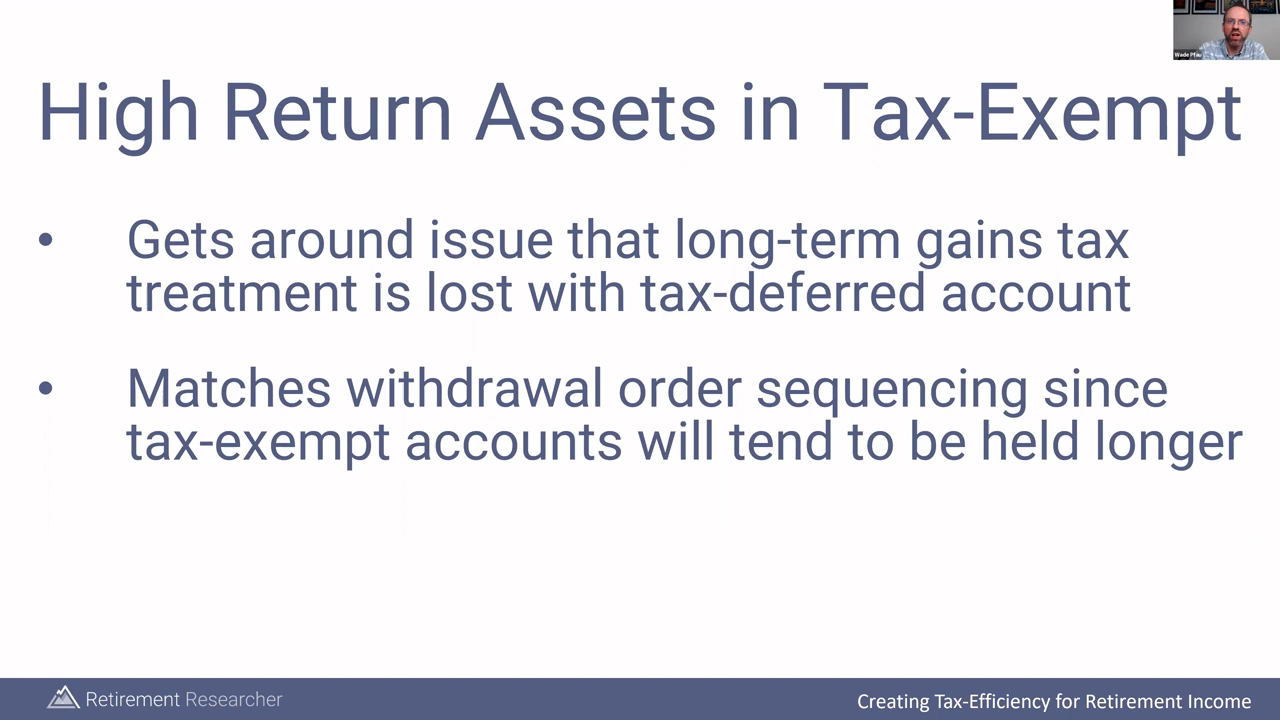 Wade Pfau
High Return Assets in Tax-Exempt
• Gets around issue that long-term gains tax
treatment is lost with tax-deferred account
• Matches withdrawal order sequencing since
tax-exempt accounts will tend to be held longer
Retirement Researcher
Creating Tax-Efficiency for Retirement Income